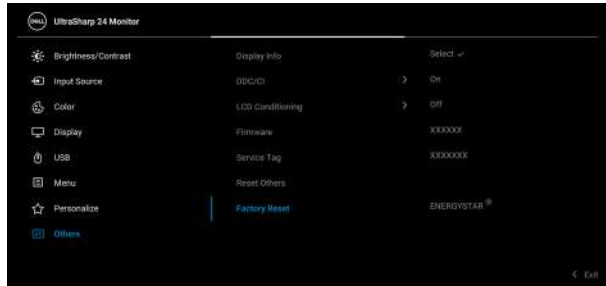 DELL UltraSharp 24 Monitor
Brightness/Contrast Display Info Select ✓
Input Source DDC/CI > On
Color LCD Conditioning > Off
Display Firmware XXXXXX
USB Service Tag XXXXXXX
Menu Reset Others
Personalize Factory Reset ENERGYSTAR®
Others
< Exit